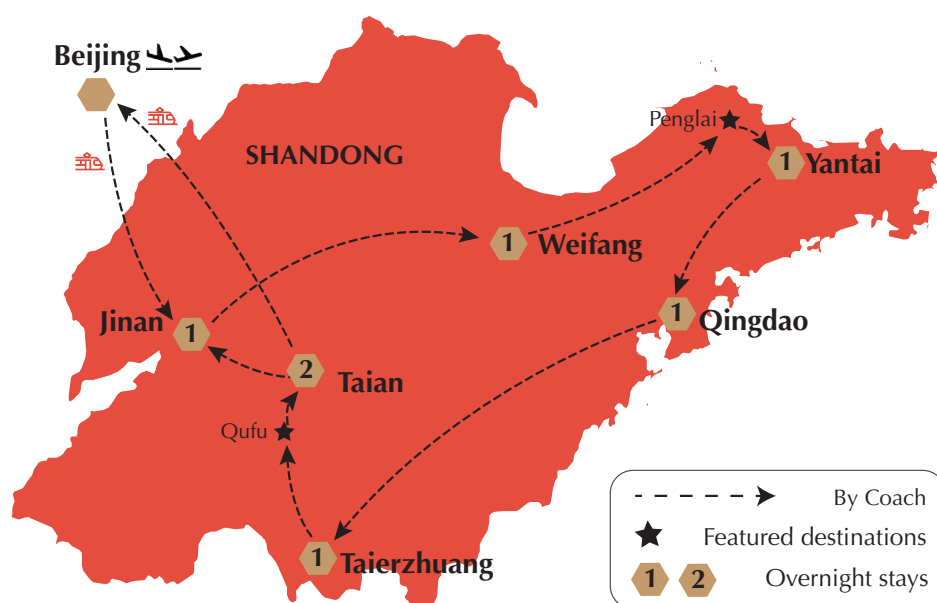 Beijing
SHANDONG
Penglai
1
Yantai
1
Weifang
Jinan
1
1
Qingdao
2
Taian
Qufu
1
Taierzhuang
By Coach
Featured destinations
1 2 Overnight stays